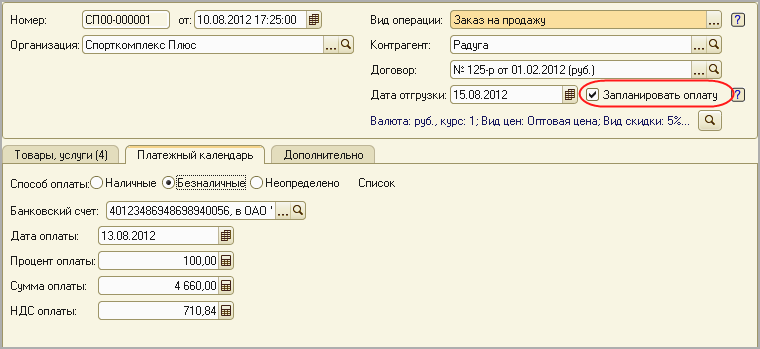 Номер: СП00-000001 от: 10.08.2012 17:25:00 Вид операции: Заказ на продажу ... ?
Организация: Спорткомплекс Плюс ... Контрагент: Радуга ...
Договор: № 125-р от 01.02.2012 (руб.) ...
Дата отгрузки: 15.08.2012 Запланировать оплату ?
Валюта: руб., курс: 1; Вид цен: Оптовая цена; Вид скидки: 5%...
Товары, услуги (4) Платежный календарь Дополнительно
Способ оплаты: Наличные Безналичные Неопределено Список
Банковский счет: 40123486948698940056, в ОАО ' ...
Дата оплаты: 13.08.2012
Процент оплаты: 100,00
Сумма оплаты: 4 660,00
НДС оплаты: 710,84